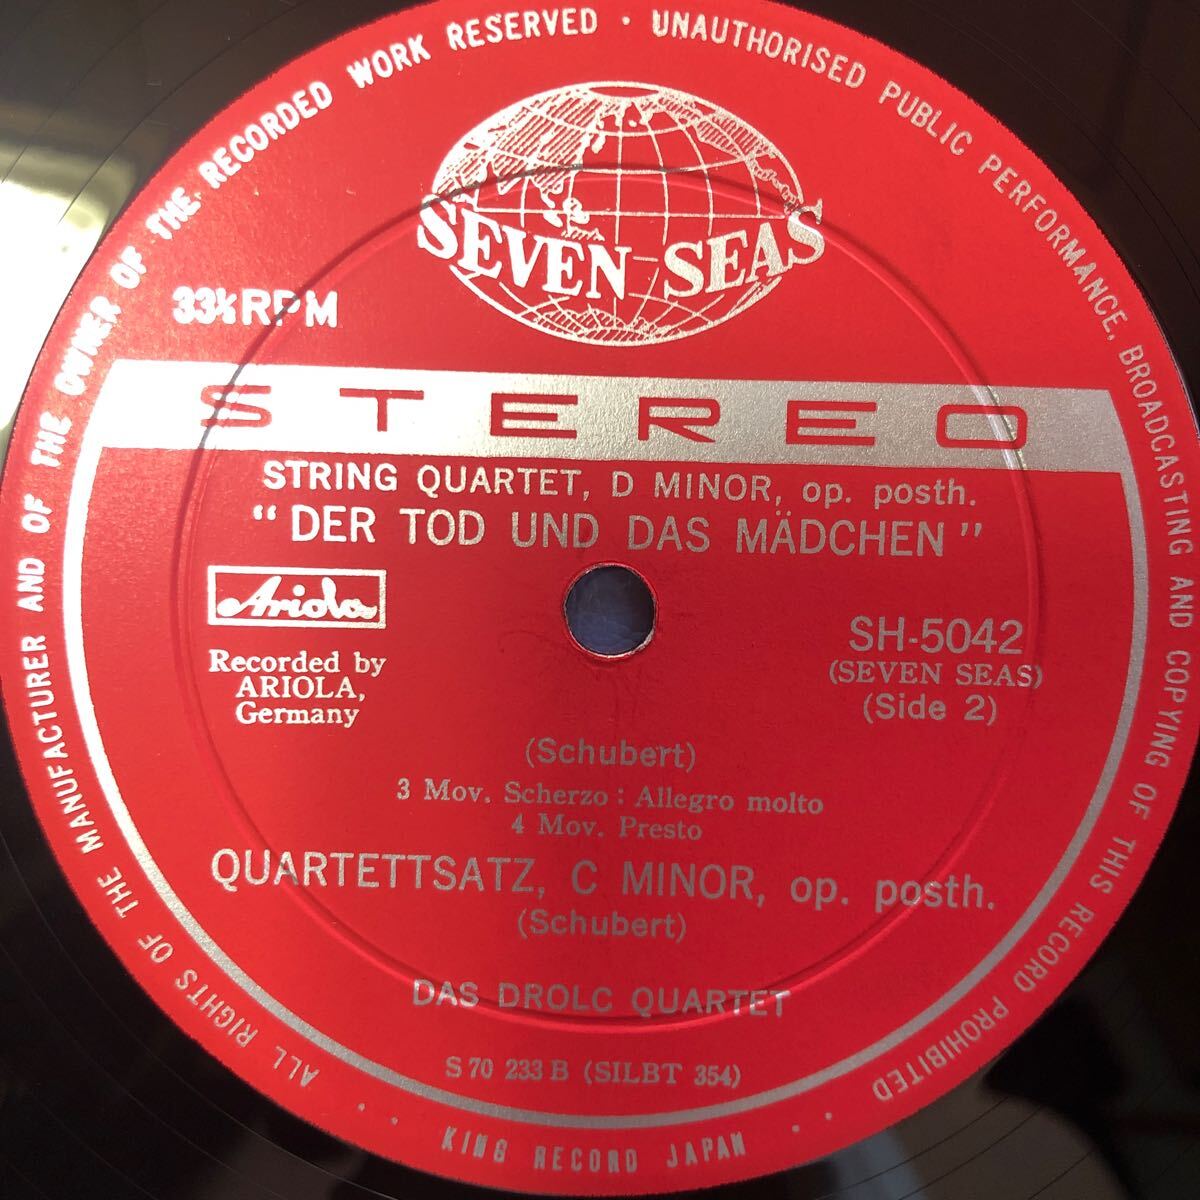 ALL RIGHTS OF THE MANUFACTURER AND OF THE OWNER OF THE RECORDED WORK RESERVED · UNAUTHORISED PUBLIC PERFORMANCE, BROADCASTING AND COPYING OF THIS RECORD PROHIBITED
SEVEN SEAS
33⅓RPM
STEREO
STRING QUARTET, D MINOR, op. posth.
“DER TOD UND DAS MÄDCHEN”
Ariola
Recorded by
ARIOLA,
Germany
SH-5042
(SEVEN SEAS)
(Side 2)
(Schubert)
3 Mov. Scherzo : Allegro molto
4 Mov. Presto
QUARTETTSATZ, C MINOR, op. posth.
(Schubert)
DAS DROLC QUARTET
S 70 233 B (SILBT 354)
·· KING RECORD JAPAN ··